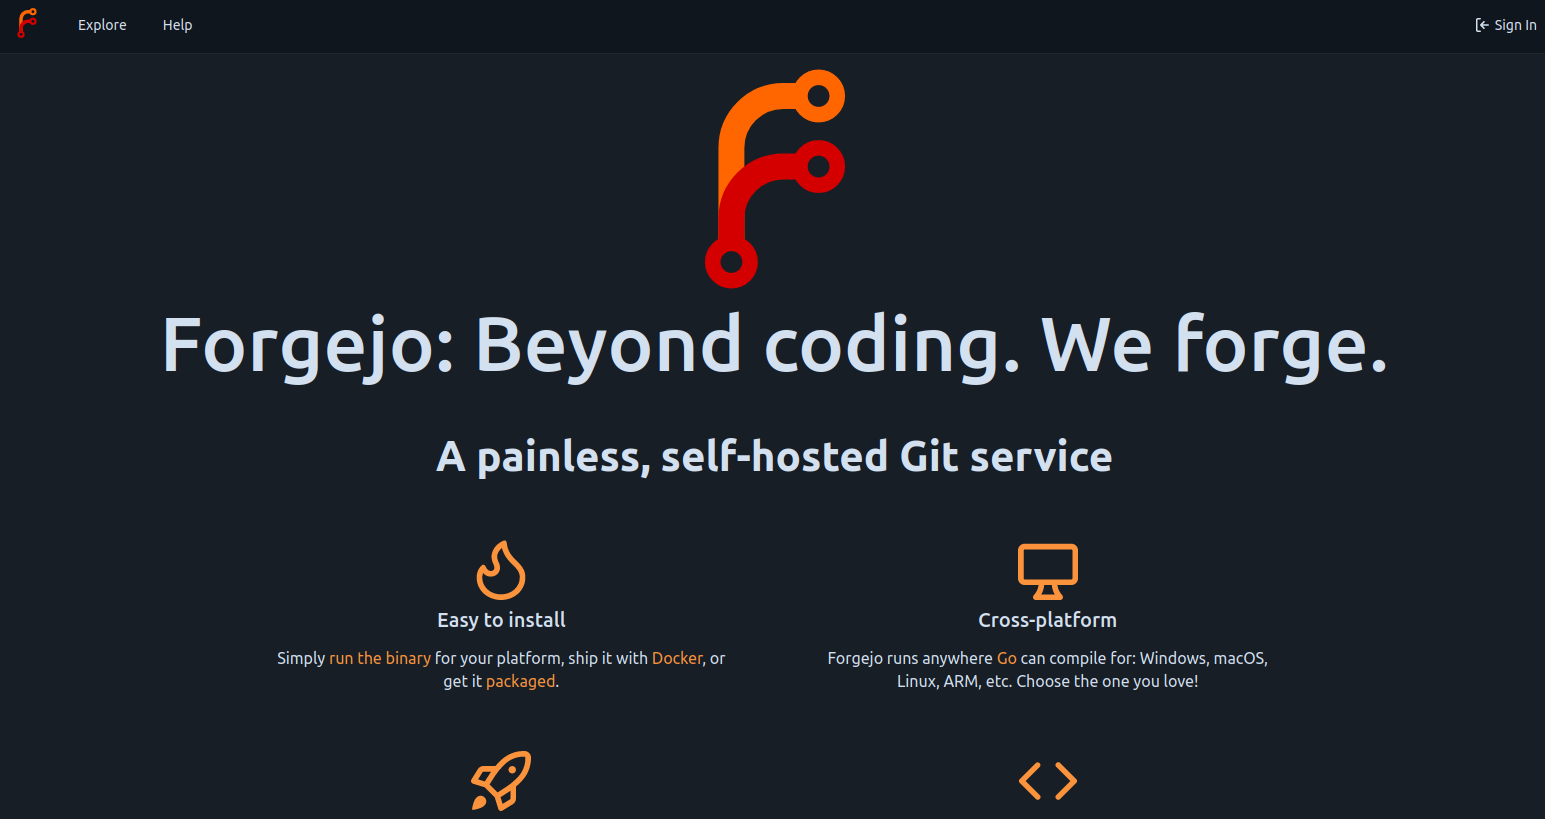 Explore Help Sign In
Forgejo: Beyond coding. We forge.
A painless, self-hosted Git service
Easy to install
Simply run the binary for your platform, ship it with Docker, or
get it packaged.
Cross-platform
Forgejo runs anywhere Go can compile for: Windows, macOS,
Linux, ARM, etc. Choose the one you love!